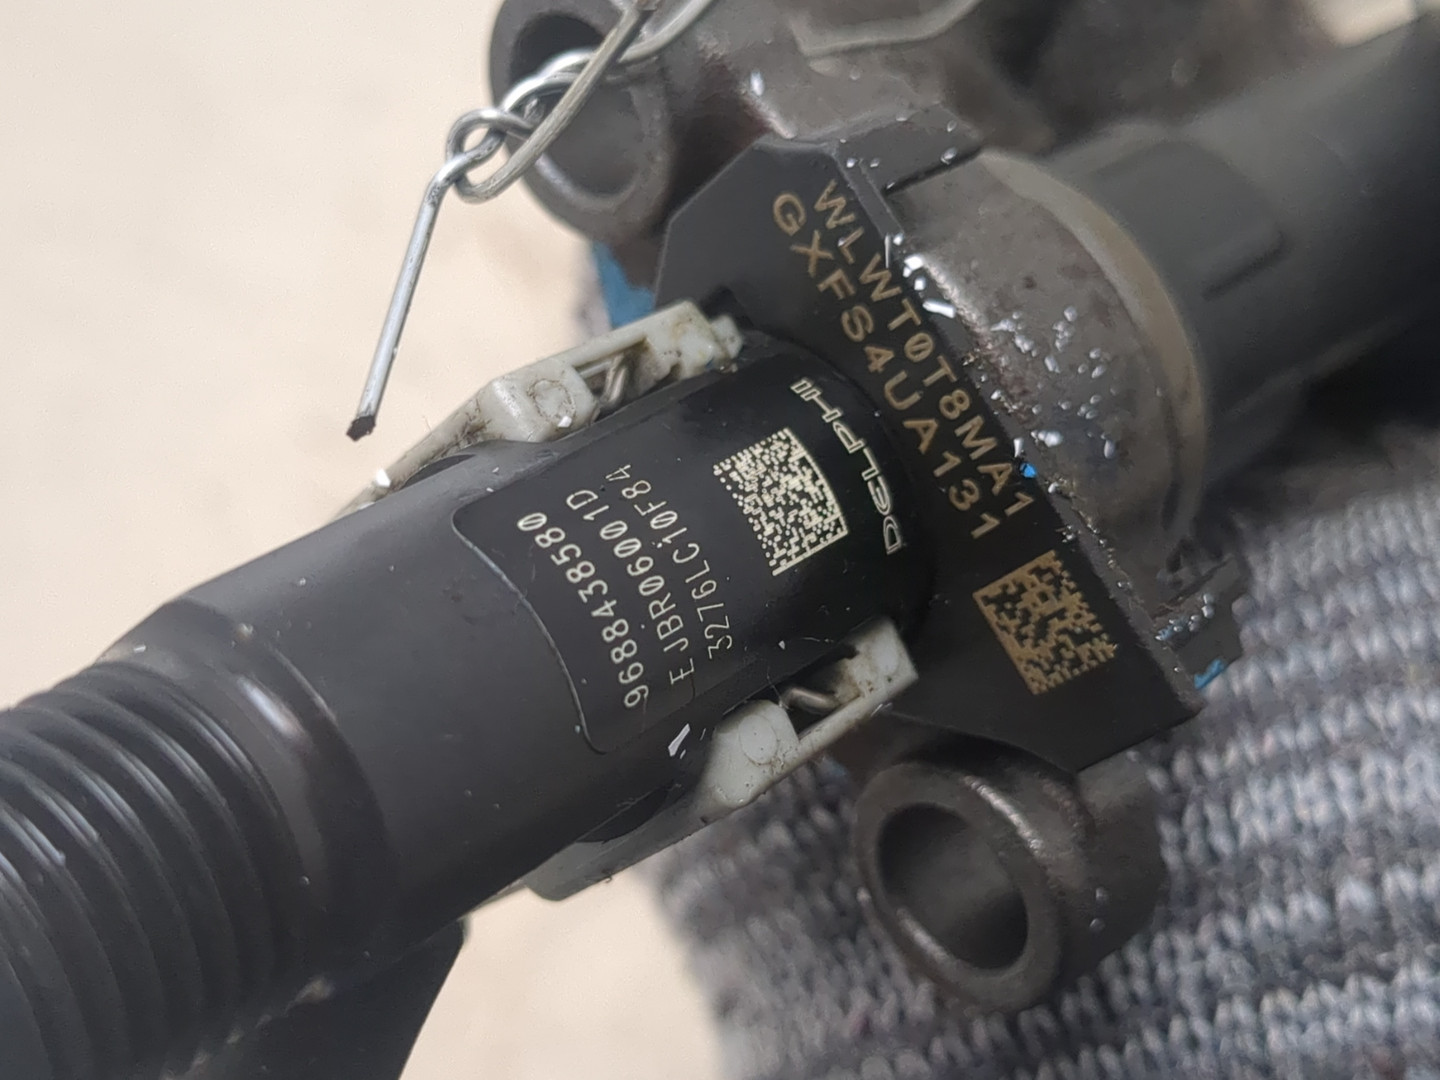 WLWT0T8MA1
GXFS4UA131
DELPHI
9688438580
EJBR06001D
3276LC10F84